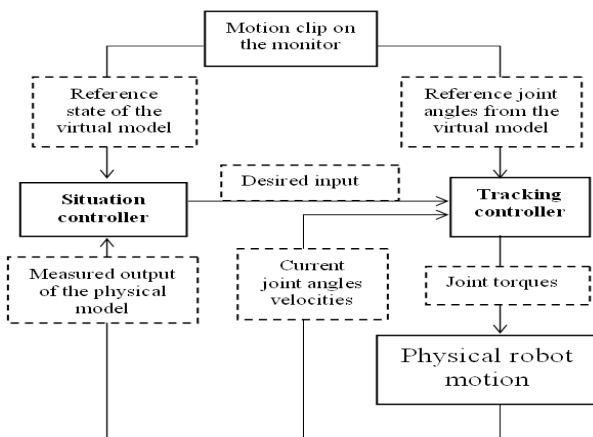 Motion clip on
the monitor
Reference
state of the
virtual model
Reference joint
angles from the
virtual model
Desired input
Situation
controller
Tracking
controller
Measured output
of the physical
model
Current
joint angles
velocities
Joint torques
Physical robot
motion